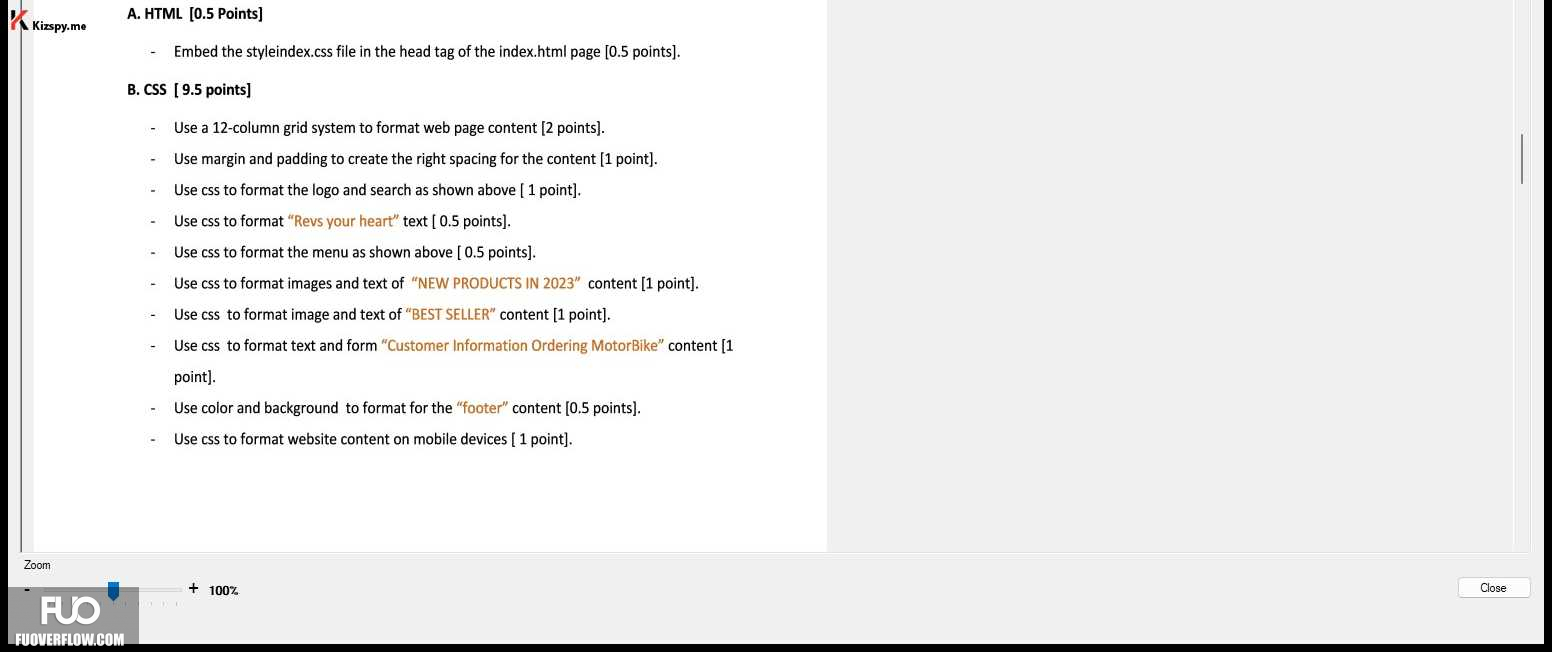 A. HTML [0.5 Points]
Kizspy.me
- Embed the styleindex.css file in the head tag of the index.html page [0.5 points].
B. CSS [ 9.5 points]
- Use a 12-column grid system to format web page content [2 points].
- Use margin and padding to create the right spacing for the content [1 point].
- Use css to format the logo and search as shown above [ 1 point].
- Use css to format “Revs your heart” text [ 0.5 points].
- Use css to format the menu as shown above [ 0.5 points].
- Use css to format images and text of “NEW PRODUCTS IN 2023” content [1 point].
- Use css to format image and text of “BEST SELLER” content [1 point].
- Use css to format text and form “Customer Information Ordering MotorBike” content [1
point].
- Use color and background to format for the “footer” content [0.5 points].
- Use css to format website content on mobile devices [ 1 point].
Zoom
- + 100%
Close
FUO
FUOVERFLOW.COM